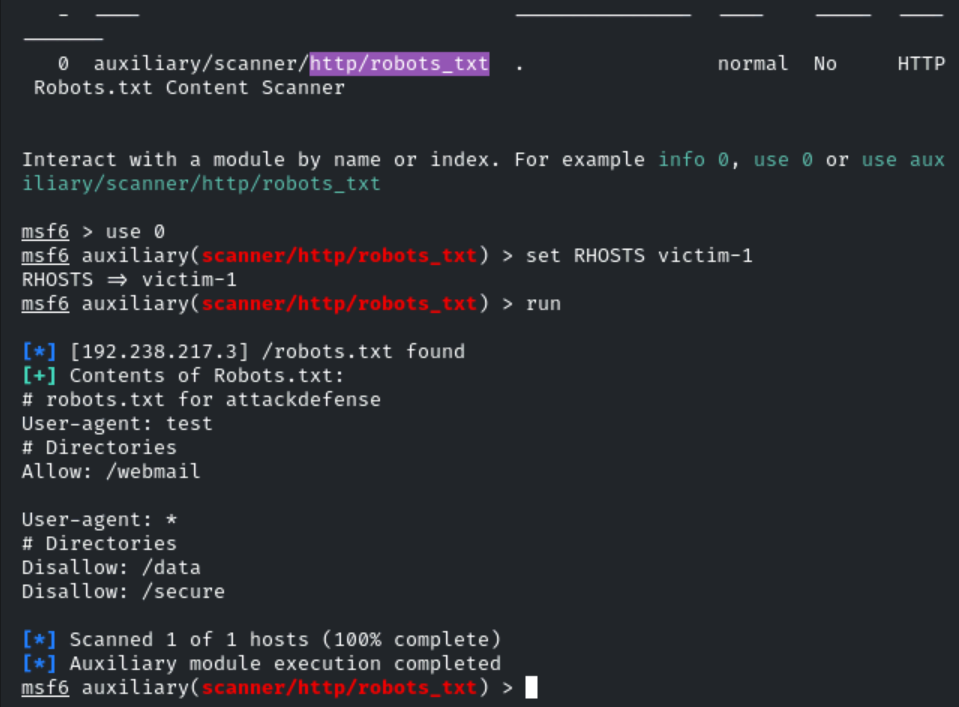 0 auxiliary/scanner/http/robots_txt . normal No HTTP
Robots.txt Content Scanner
Interact with a module by name or index. For example info 0, use 0 or use aux
iliary/scanner/http/robots_txt
msf6 > use 0
msf6 auxiliary(scanner/http/robots_txt) > set RHOSTS victim-1
RHOSTS => victim-1
msf6 auxiliary(scanner/http/robots_txt) > run
[*] [192.238.217.3] /robots.txt found
[+] Contents of Robots.txt:
# robots.txt for attackdefense
User-agent: test
# Directories
Allow: /webmail
User-agent: *
# Directories
Disallow: /data
Disallow: /secure
[*] Scanned 1 of 1 hosts (100% complete)
[*] Auxiliary module execution completed
msf6 auxiliary(scanner/http/robots_txt) >